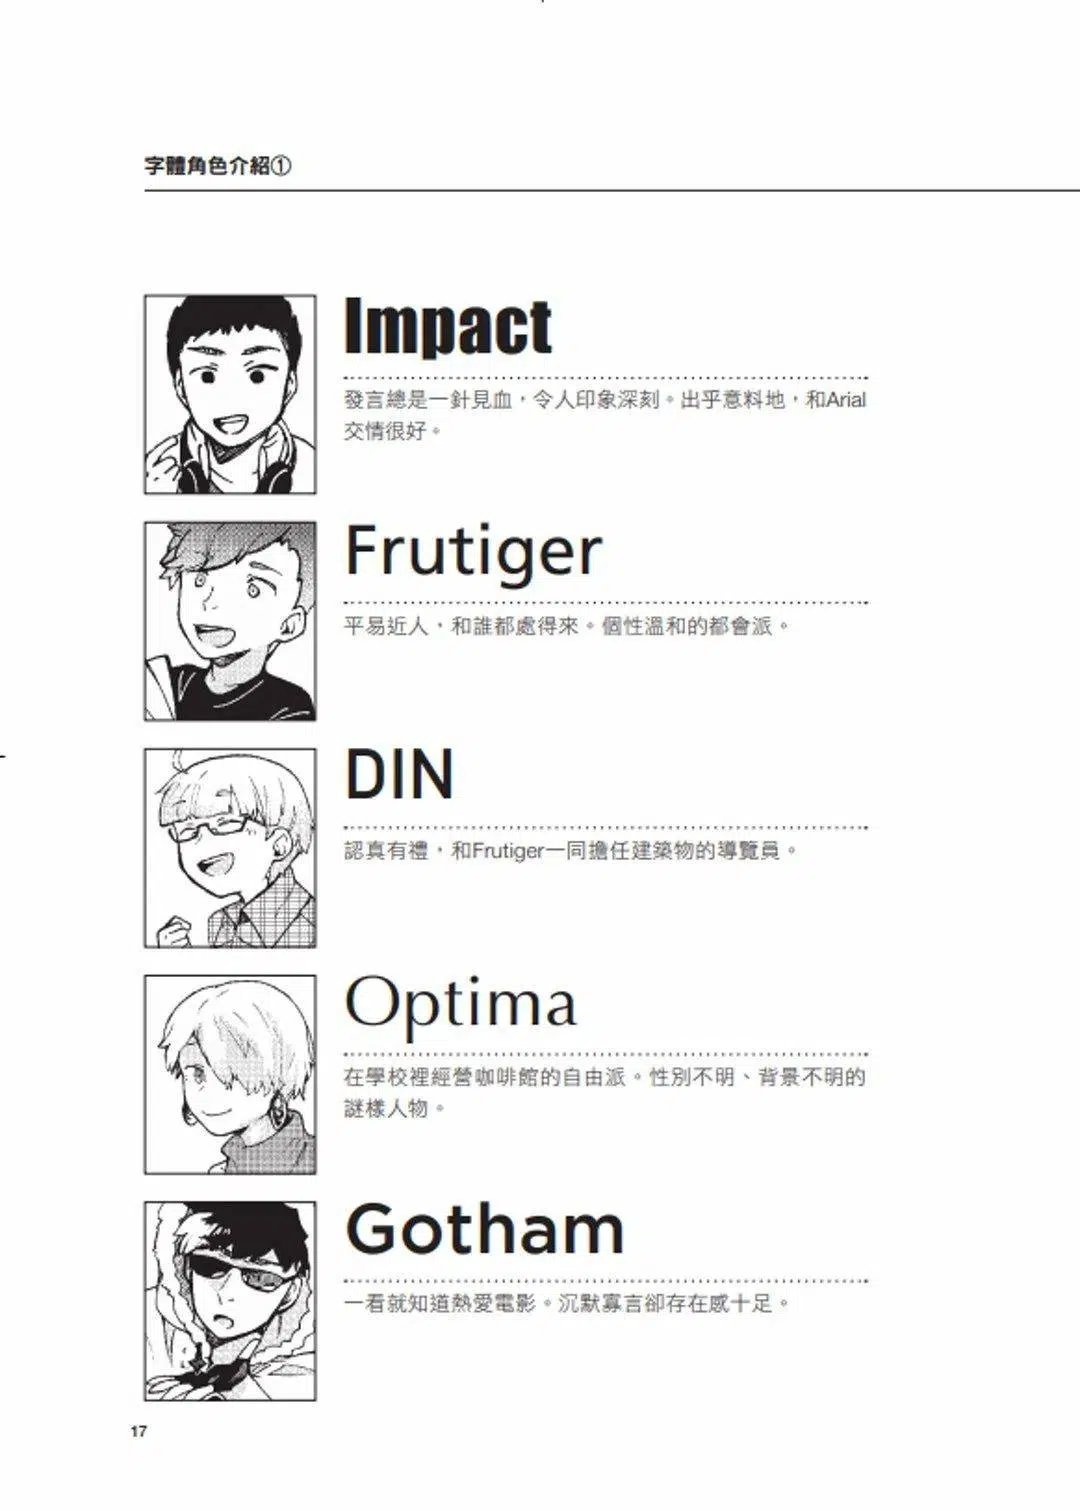 字體角色介紹①
Impact
發言總是一針見血，令人印象深刻。出乎意料地，和Arial
交情很好。
Frutiger
平易近人，和誰都處得來。個性溫和的都會派。
DIN
認真有禮，和Frutiger一同擔任建築物的導覽員。
Optima
在學校裡經營咖啡館的自由派。性別不明、背景不明的
謎樣人物。
Gotham
一看就知道熱愛電影。沉默寡言卻存在感十足。
17